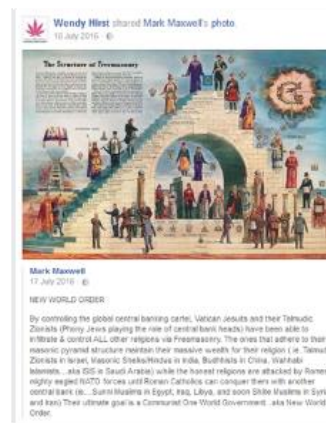 Wendy Hirst shared Mark Maxwell's photo
16 July 2016
The Structure of Freemasonry
G
Mark Maxwell
17 July 2016
NEW WORLD ORDER
By controlling the global central banking cartel, Vatican Jesuits and their Talmudic
Zionists (Phony Jews playing the role of central bank heads) have been able to
infiltrate & control ALL other religions via Freemasonry. The ones that adhere to their
masonic pyramid structure maintain their massive wealth for their religion (ie. Talmud
Zionists in Israel, Masonic Sheiks/Hindus in India, Buddhists in China, Wahhabi
Islamists....aka ISIS is Saudi Arabia) while the honest religions are attacked by Romes
mighty eagled NATO forces until Roman Catholics can conquer them with another
central bank (ie... Sunni Muslims in Egypt, Iraq, Libya, and soon Shiite Muslims in Syria
and Iran) Their ultimate goal is a Communist One World Government...aka New World
Order.